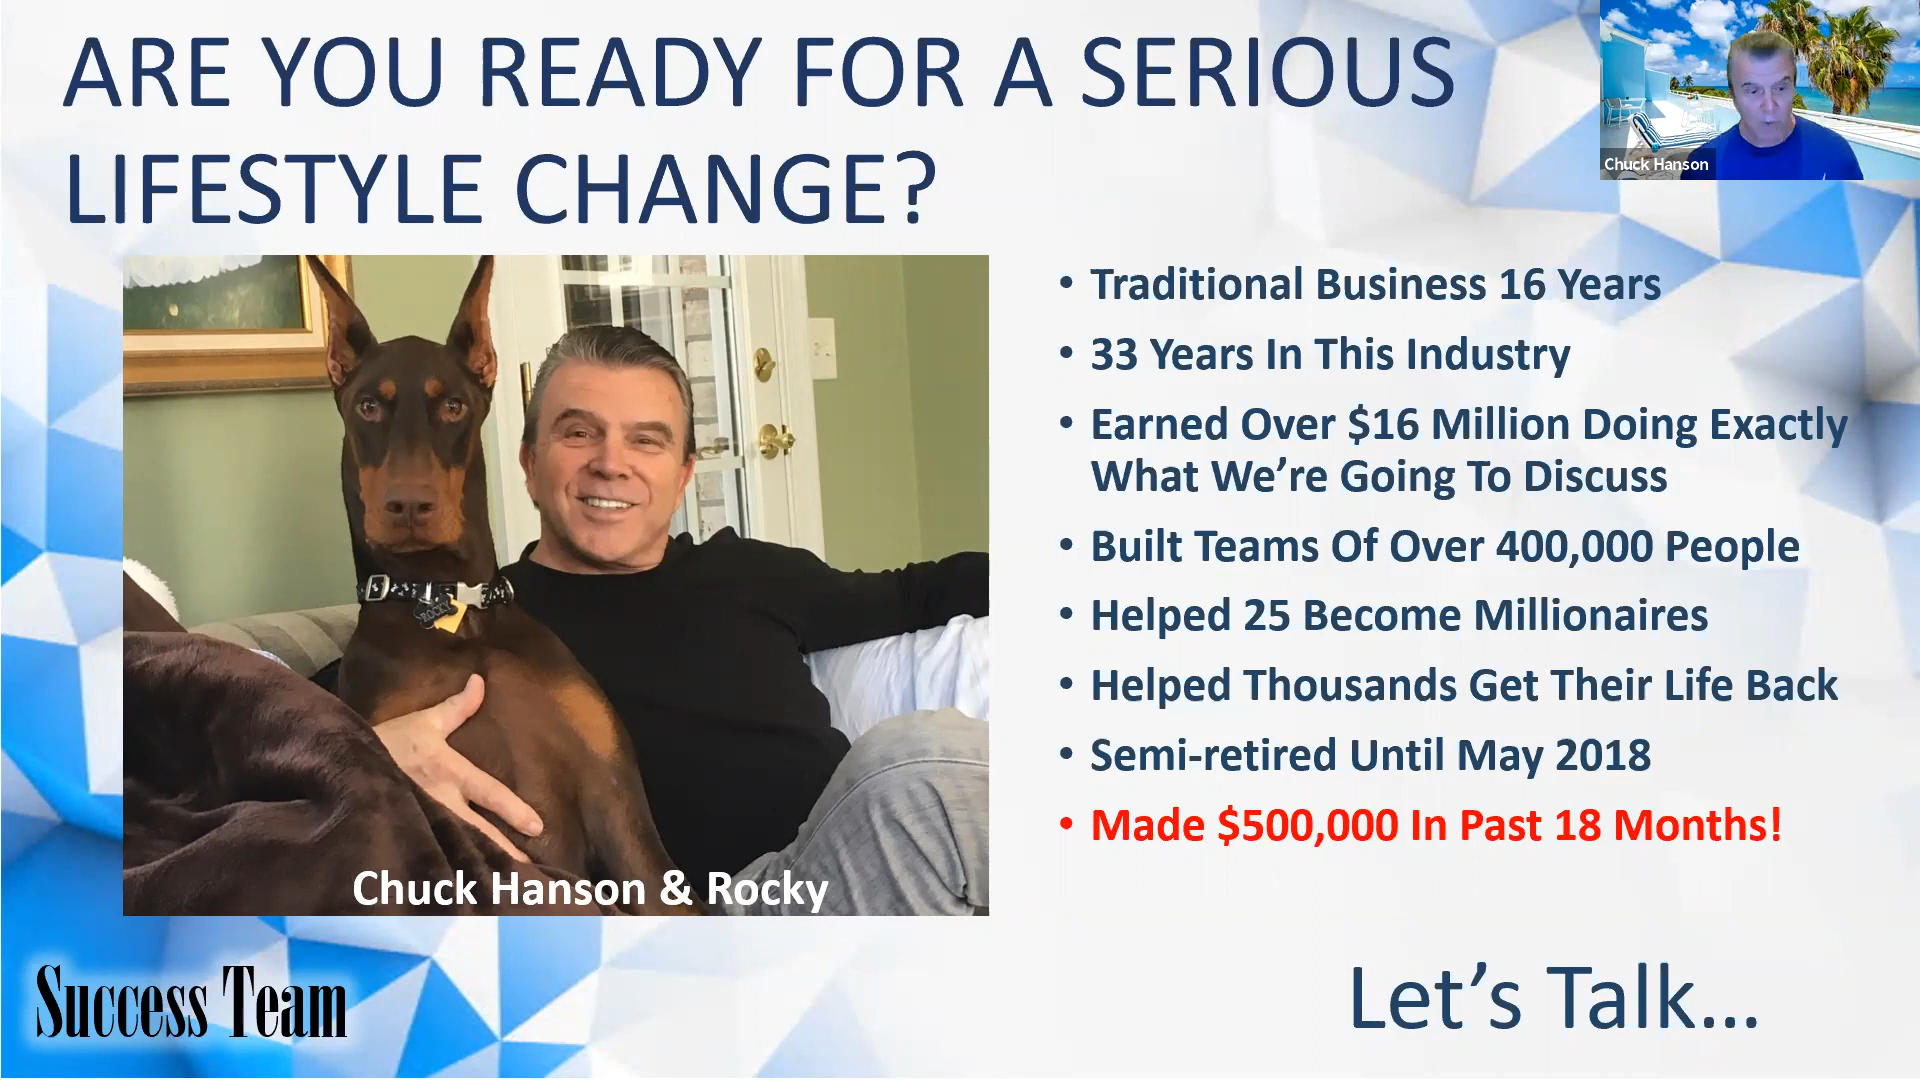 ARE YOU READY FOR A SERIOUS
LIFESTYLE CHANGE?
Chuck Hanson
• Traditional Business 16 Years
• 33 Years In This Industry
• Earned Over $16 Million Doing Exactly
What We’re Going To Discuss
• Built Teams Of Over 400,000 People
• Helped 25 Become Millionaires
• Helped Thousands Get Their Life Back
• Semi-retired Until May 2018
• Made $500,000 In Past 18 Months!
ROCKY
Chuck Hanson & Rocky
Success Team
Let’s Talk...